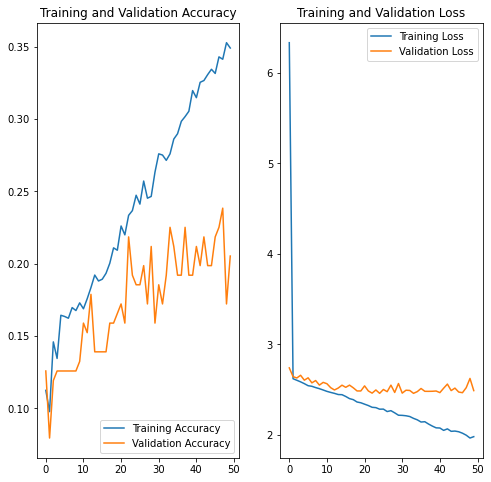 Training and Validation Accuracy
0.35
0.30
0.25
0.20
0.15
0.10
0 10 20 30 40 50
Training Accuracy
Validation Accuracy
Training and Validation Loss
6
5
4
3
2
0 10 20 30 40 50
Training Loss
Validation Loss